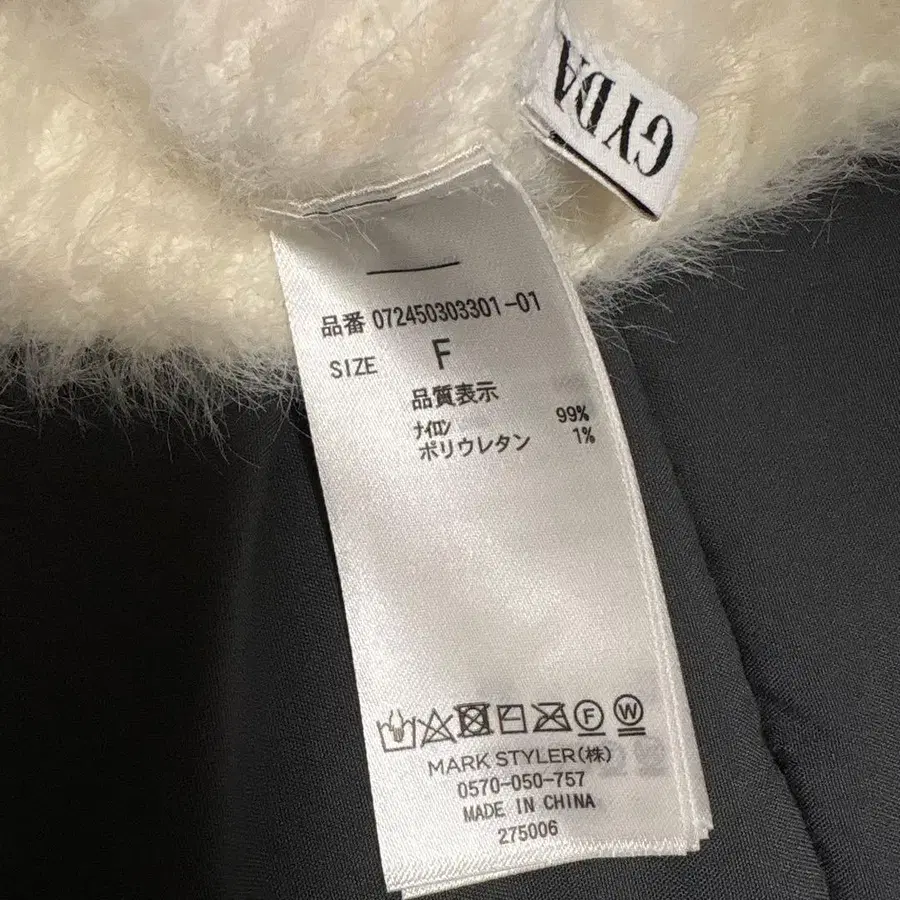 GYDA
品番 072450303301-01
SIZE F
品質表示
ナイロン 99%
ポリウレタン 1%
F W
MARK STYLER(株)
0570-050-757
MADE IN CHINA
275006